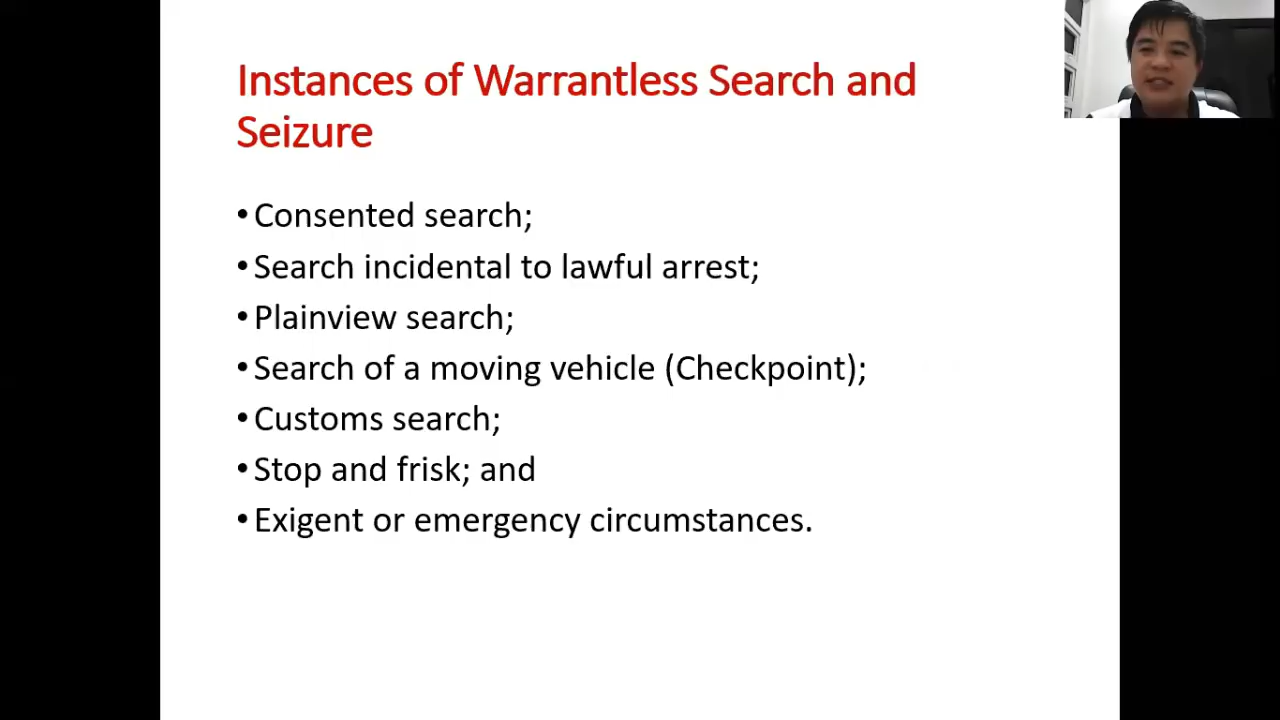 Instances of Warrantless Search and
Seizure
•Consented search;
•Search incidental to lawful arrest;
•Plainview search;
•Search of a moving vehicle (Checkpoint);
•Customs search;
•Stop and frisk; and
•Exigent or emergency circumstances.